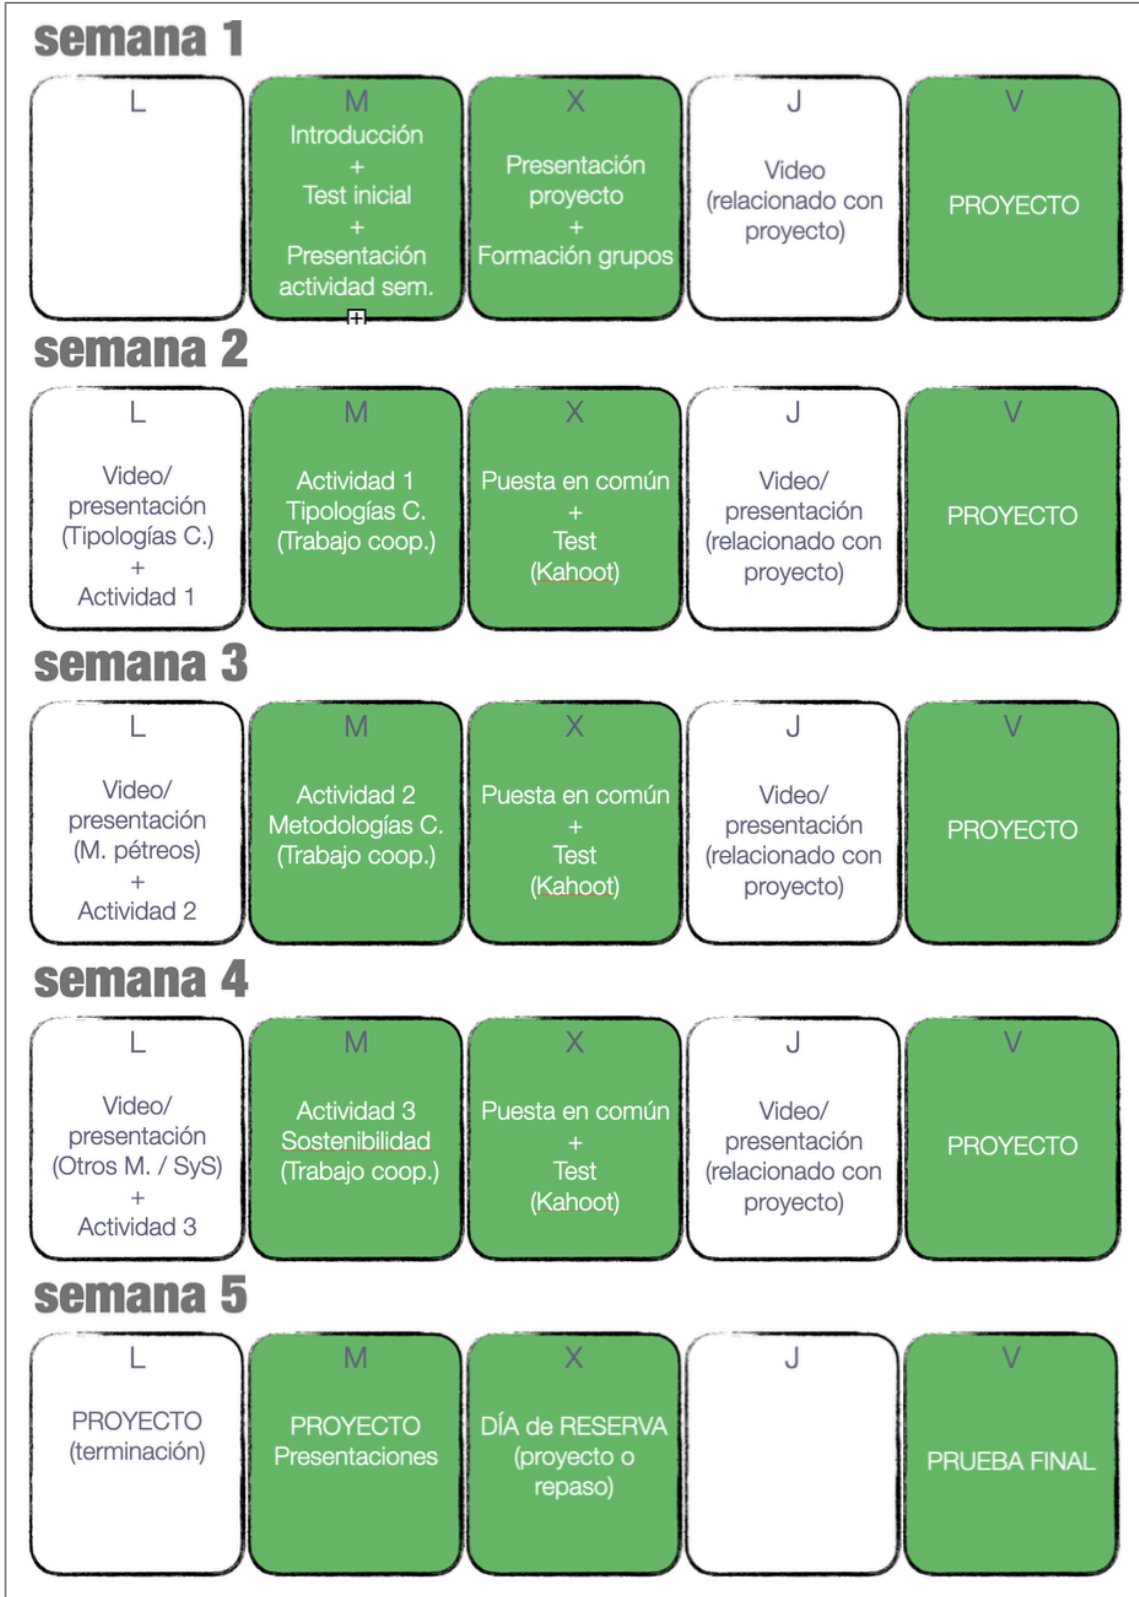 semana 1
L
M
Introducción
+
Test inicial
+
Presentación
actividad sem.
X
Presentación
proyecto
+
Formación grupos
J
Video
(relacionado con
proyecto)
V
PROYECTO
semana 2
L
Video/
presentación
(Tipologías C.)
+
Actividad 1
M
Actividad 1
Tipologías C.
(Trabajo coop.)
X
Puesta en común
+
Test
(Kahoot)
J
Video/
presentación
(relacionado con
proyecto)
V
PROYECTO
semana 3
L
Video/
presentación
(M. pétreos)
+
Actividad 2
M
Actividad 2
Metodologías C.
(Trabajo coop.)
X
Puesta en común
+
Test
(Kahoot)
J
Video/
presentación
(relacionado con
proyecto)
V
PROYECTO
semana 4
L
Video/
presentación
(Otros M. / SyS)
+
Actividad 3
M
Actividad 3
Sostenibilidad
(Trabajo coop.)
X
Puesta en común
+
Test
(Kahoot)
J
Video/
presentación
(relacionado con
proyecto)
V
PROYECTO
semana 5
L
PROYECTO
(terminación)
M
PROYECTO
Presentaciones
X
DÍA de RESERVA
(proyecto o
repaso)
J
V
PRUEBA FINAL